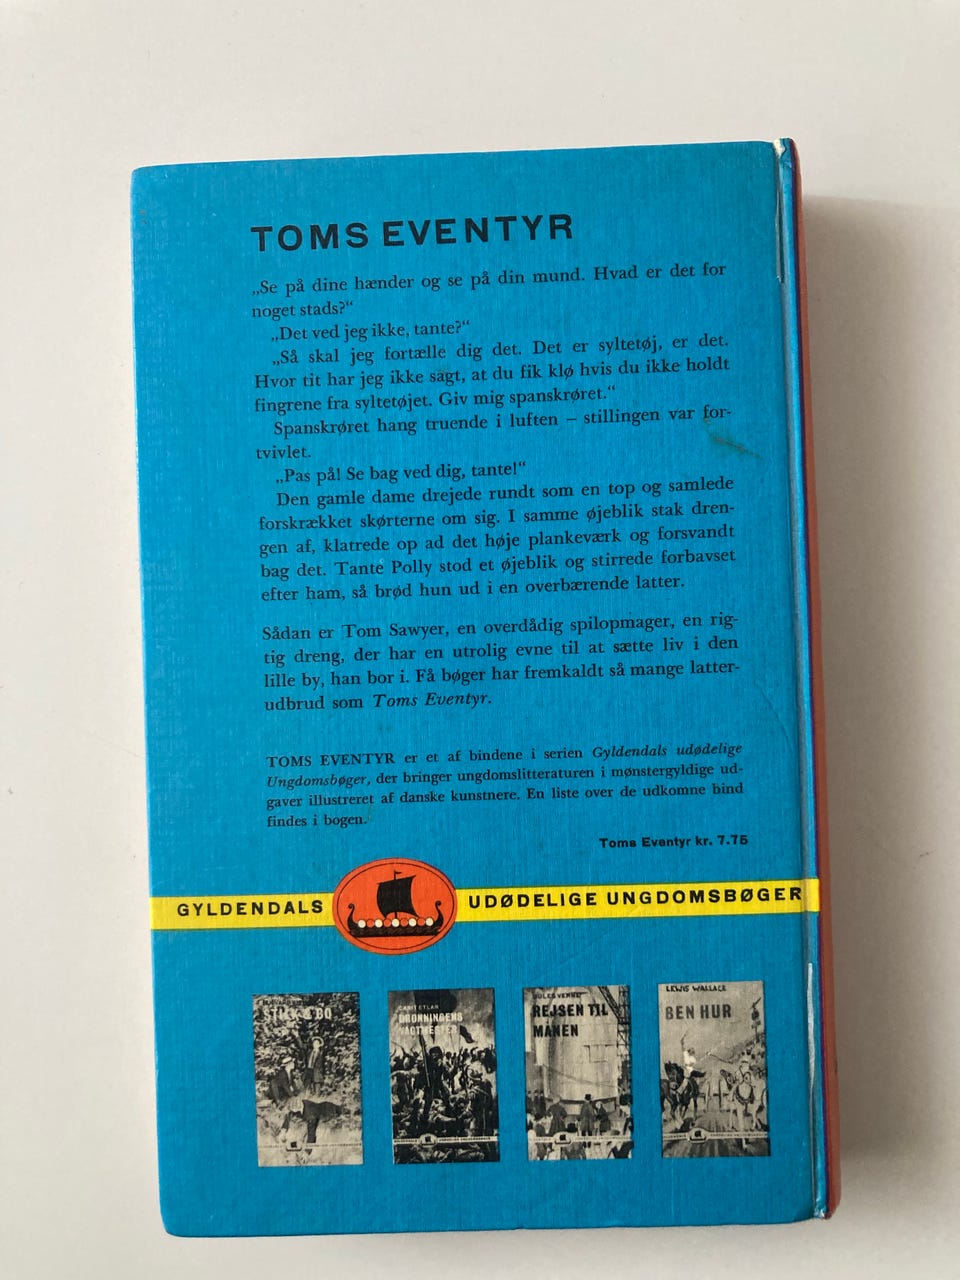 TOMS EVENTYR
„Se på dine hænder og se på din mund. Hvad er det for
noget stads?“
„Det ved jeg ikke, tante?“
„Så skal jeg fortælle dig det. Det er syltetøj, er det.
Hvor tit har jeg ikke sagt, at du fik klø hvis du ikke holdt
fingrene fra syltetøjet. Giv mig spanskrøret.“
Spanskrøret hang truende i luften – stillingen var for-
tvivlet.
„Pas på! Se bag ved dig, tante!“
Den gamle dame drejede rundt som en top og samlede
forskrækket skørterne om sig. I samme øjeblik stak dren-
gen af, klatrede op ad det høje plankeværk og forsvandt
bag det. Tante Polly stod et øjeblik og stirrede forbavset
efter ham, så brød hun ud i en overbærende latter.
Sådan er Tom Sawyer, en overdådig spilopmager, en rig-
tig dreng, der har en utrolig evne til at sætte liv i den
lille by, han bor i. Få bøger har fremkaldt så mange latter-
udbrud som Toms Eventyr.
TOMS EVENTYR er et af bindene i serien Gyldendals udødelige
Ungdomsbøger, der bringer ungdomslitteraturen i mønstergyldige ud-
gaver illustreret af danske kunstnere. En liste over de udkomne bind
findes i bogen.
Toms Eventyr kr. 7.75
GYLDENDALS UDØDELIGE UNGDOMSBØGER
CARIT ETLAR
DRONNINGENS
VAGTMESTER
JULES VERNE
REJSEN TIL
MÅNEN
LEWIS WALLACE
BEN HUR